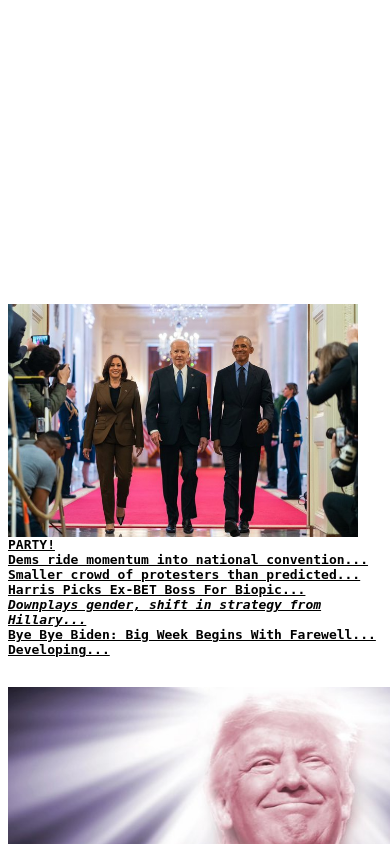 PARTY!
Dems ride momentum into national convention...
Smaller crowd of protesters than predicted...
Harris Picks Ex-BET Boss For Biopic...
Downplays gender, shift in strategy from
Hillary...
Bye Bye Biden: Big Week Begins With Farewell...
Developing...